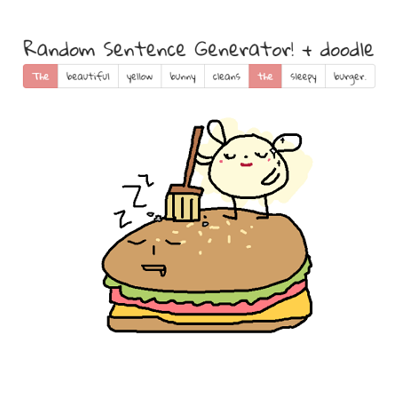 Random Sentence Generator! + doodle
The beautiful yellow bunny cleans the sleepy burger.
z z z